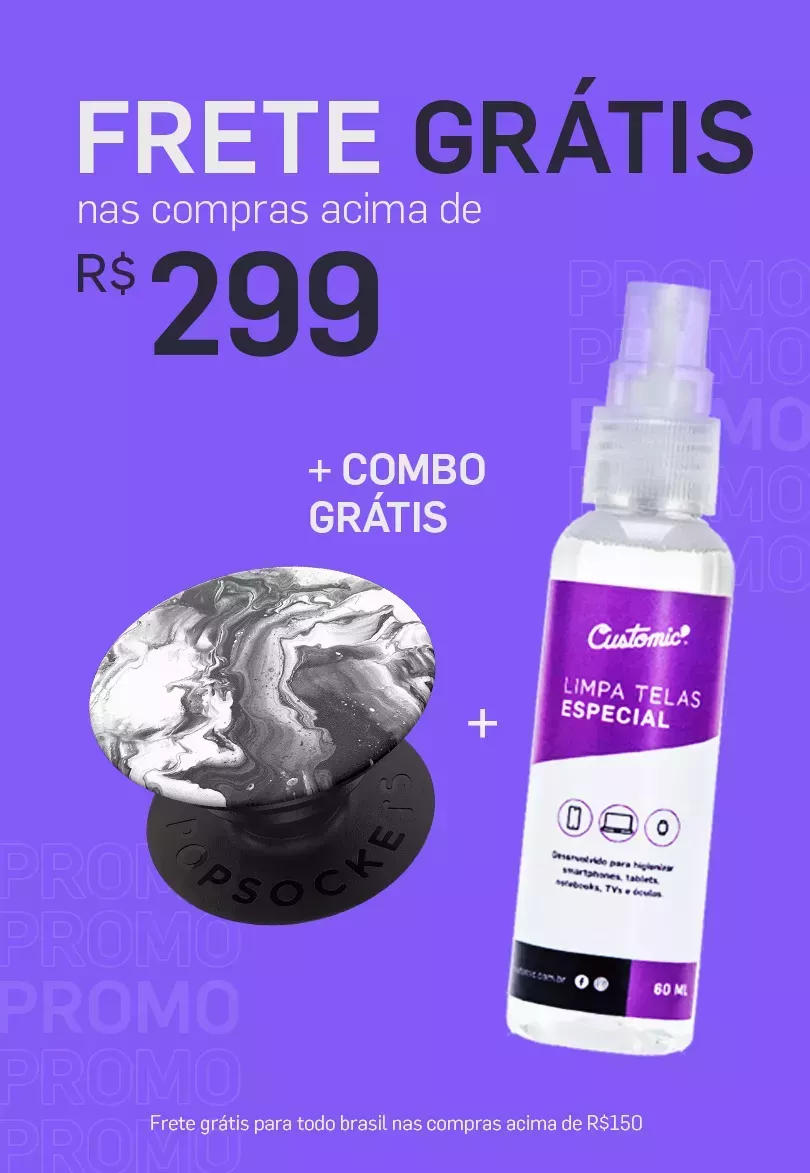 FRETE GRÁTIS
nas compras acima de
R$ 299
PROMO
PROMO
PROMO
PROMO
PROMO
+ COMBO
GRÁTIS
Customic
LIMPA TELAS
ESPECIAL
+
POPSOCKETS
Desenvolvido para higienizar
smartphones, tablets,
notebooks, TVs e óculos.
60 ML
PROMO
PROMO
PROMO
PROMO
PROMO
Frete grátis para todo brasil nas compras acima de R$150